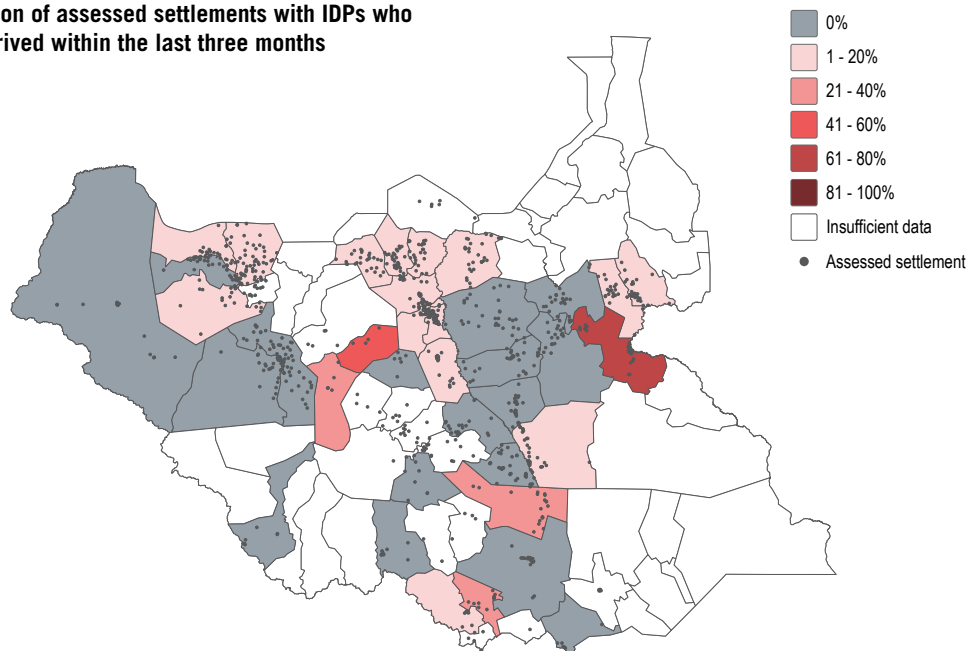 ion of assessed settlements with IDPs who
rived within the last three months
0%
1 - 20%
21 - 40%
41 - 60%
61 - 80%
81 - 100%
Insufficient data
Assessed settlement